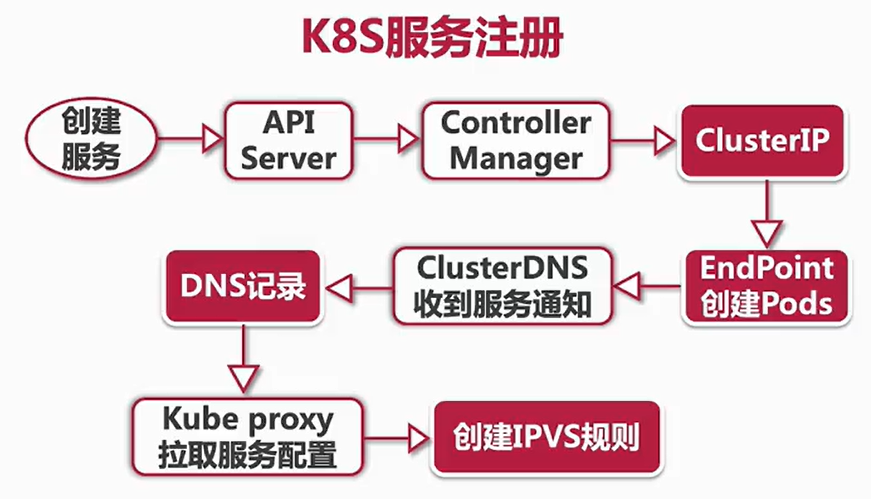 K8S服务注册
创建
服务
API
Server
Controller
Manager
ClusterIP
EndPoint
创建Pods
ClusterDNS
收到服务通知
DNS记录
Kube proxy
拉取服务配置
创建IPVS规则